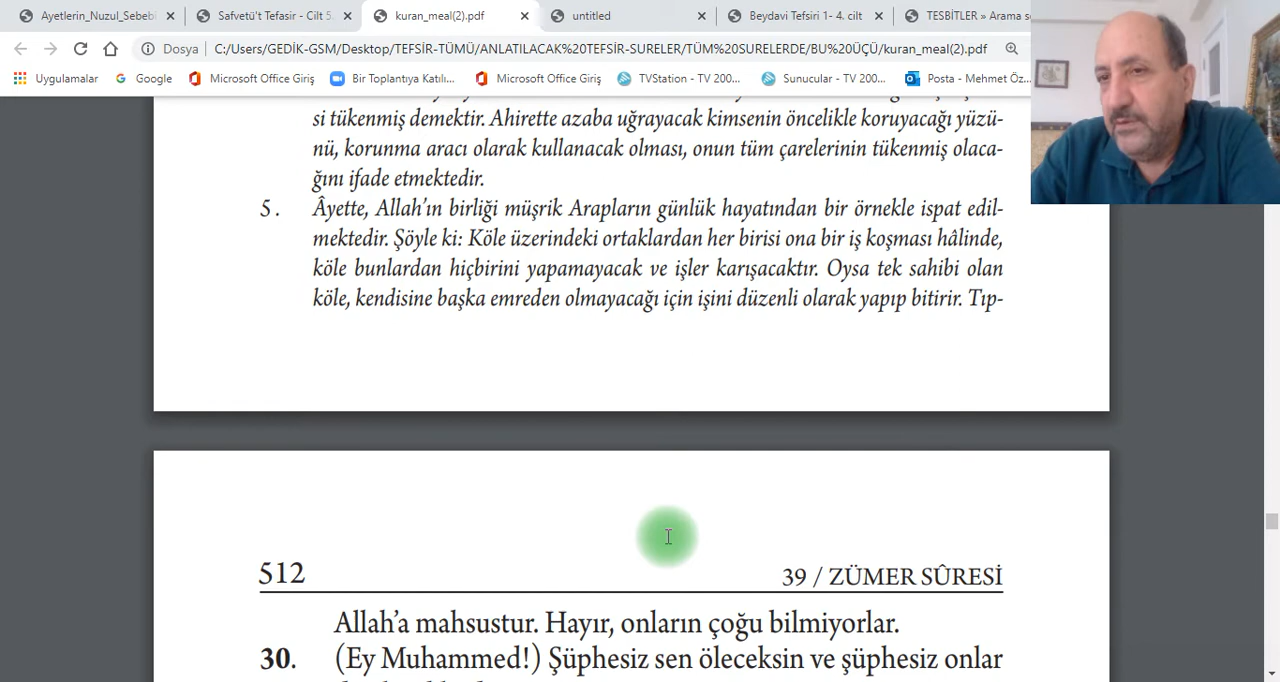 Ayetlerin_Nuzul_Sebebi
Safvetü't Tefasir - Cilt 5
kuran_meal(2).pdf
untitled
Beydavi Tefsiri 1- 4. cilt
TESBİTLER » Arama
Dosya
C:/Users/GEDİK-GSM/Desktop/TEFSİR-TÜMÜ/ANLATILACAK%20TEFSİR-SURELER/TÜM%20SURELERDE/BU%20ÜÇÜ/kuran_meal(2).pdf
Uygulamalar
Google
Microsoft Office Giriş
Bir Toplantıya Katılı...
Microsoft Office Giriş
TVStation - TV 200...
Sunucular - TV 200...
Posta - Mehmet Öz...
si tükenmiş demektir. Ahirette azaba uğrayacak kimsenin öncelikle koruyacağı yüzü-
nü, korunma aracı olarak kullanacak olması, onun tüm çarelerinin tükenmiş olaca-
ğını ifade etmektedir.
5. Âyette, Allah'ın birliği müşrik Arapların günlük hayatından bir örnekle ispat edil-
mektedir. Şöyle ki: Köle üzerindeki ortaklardan her birisi ona bir iş koşması hâlinde,
köle bunlardan hiçbirini yapamayacak ve işler karışacaktır. Oysa tek sahibi olan
köle, kendisine başka emreden olmayacağı için işini düzenli olarak yapıp bitirir. Tıp-
512
39 / ZÜMER SÛRESİ
Allah'a mahsustur. Hayır, onların çoğu bilmiyorlar.
30. (Ey Muhammed!) Şüphesiz sen öleceksin ve şüphesiz onlar